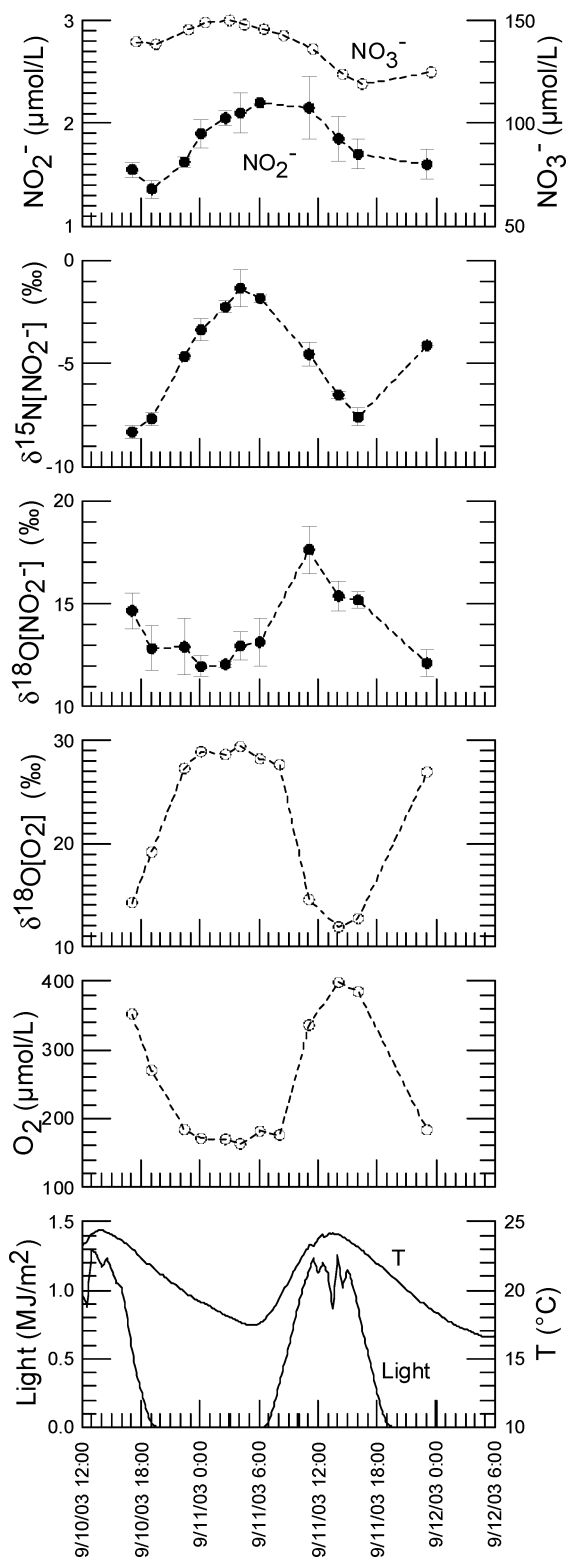 3
2
1
NO2- (µmol/L)
NO3-
NO2-
150
100
50
NO3- (µmol/L)
0
-5
-10
δ15N[NO2-] (‰)
20
15
10
δ18O[NO2-] (‰)
30
20
10
δ18O[O2] (‰)
400
300
200
100
O2 (µmol/L)
1.5
1.0
0.5
0.0
Light (MJ/m2)
T
Light
25
20
15
10
T (°C)
9/10/03 12:00
9/10/03 18:00
9/11/03 0:00
9/11/03 6:00
9/11/03 12:00
9/11/03 18:00
9/12/03 0:00
9/12/03 6:00